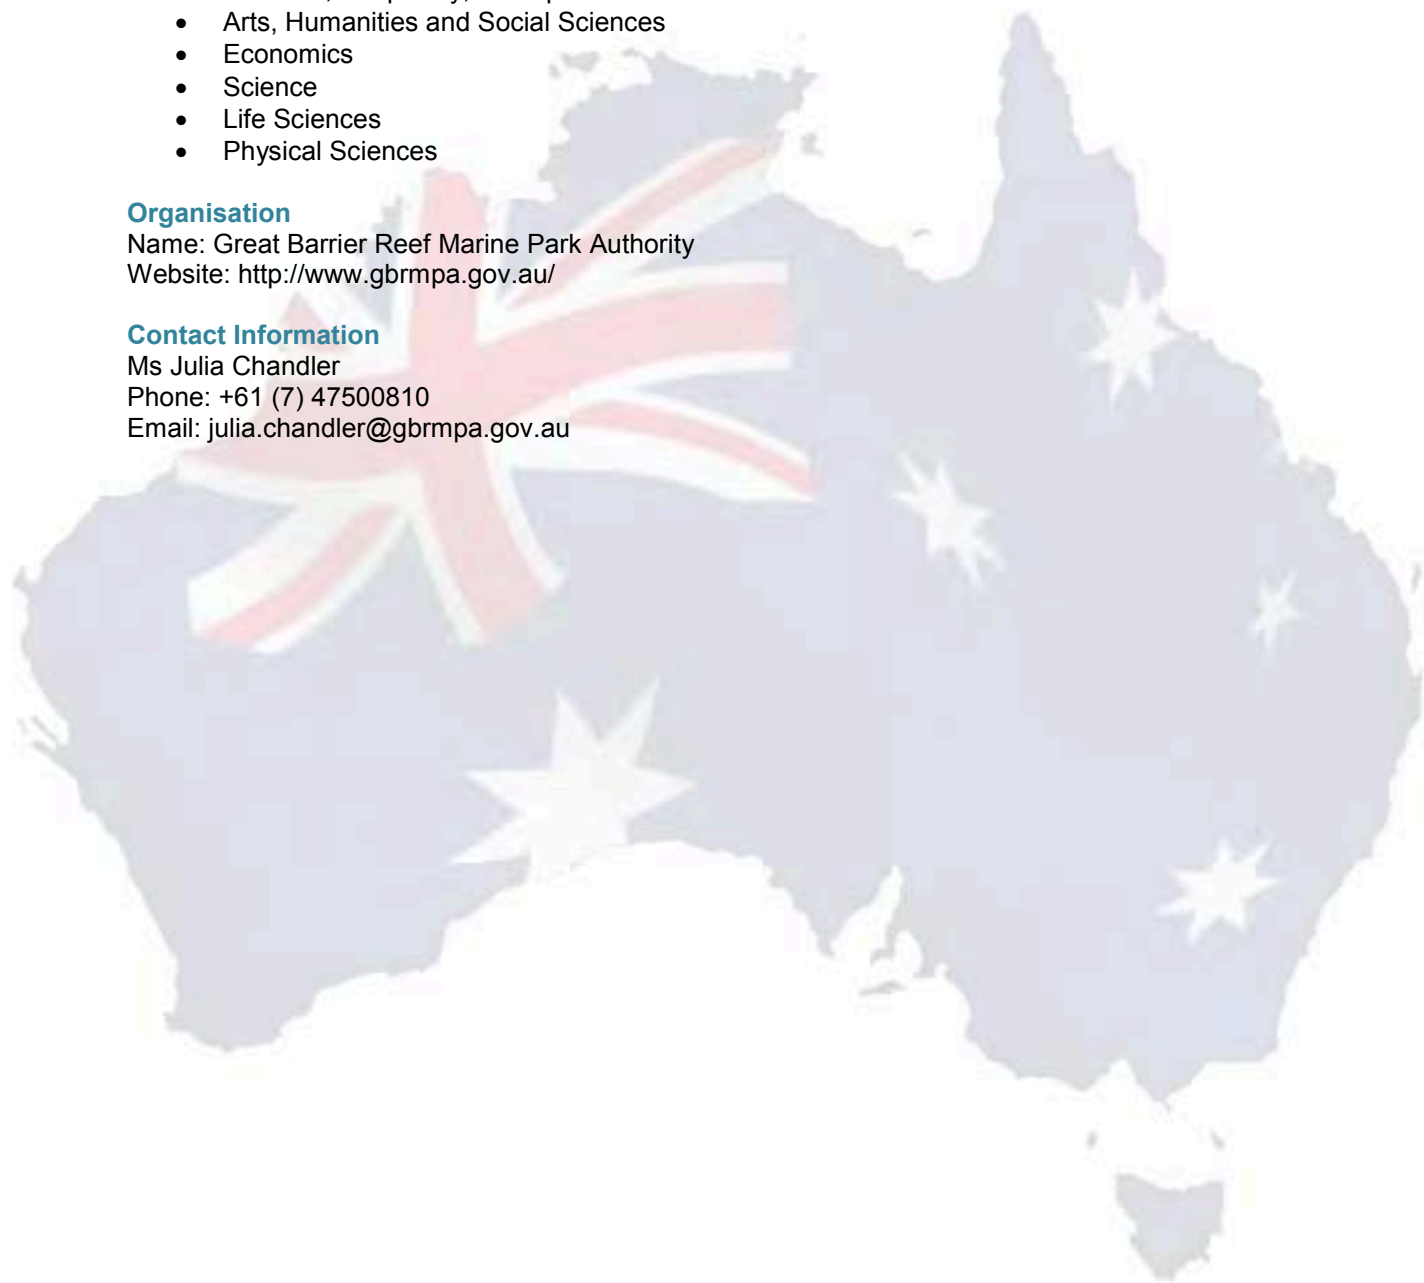 • Arts, Humanities and Social Sciences
• Economics
• Science
• Life Sciences
• Physical Sciences
Organisation
Name: Great Barrier Reef Marine Park Authority
Website: http://www.gbrmpa.gov.au/
Contact Information
Ms Julia Chandler
Phone: +61 (7) 47500810
Email: julia.chandler@gbrmpa.gov.au